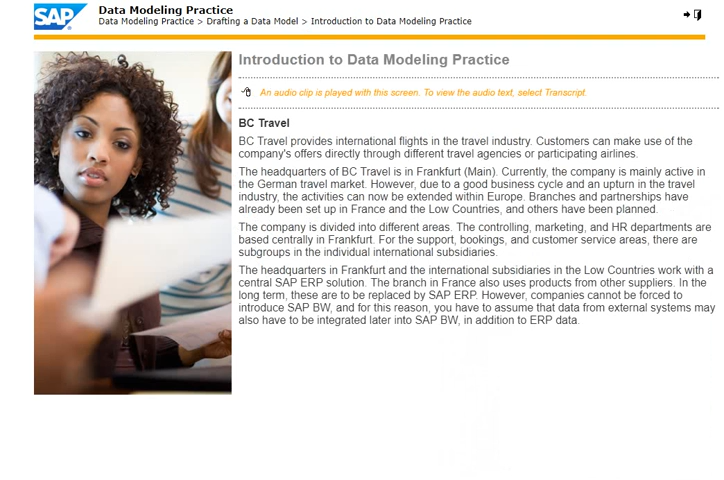 SAP
Data Modeling Practice
Data Modeling Practice > Drafting a Data Model > Introduction to Data Modeling Practice
Introduction to Data Modeling Practice
An audio clip is played with this screen. To view the audio text, select Transcript.
BC Travel
BC Travel provides international flights in the travel industry. Customers can make use of the
company's offers directly through different travel agencies or participating airlines.
The headquarters of BC Travel is in Frankfurt (Main). Currently, the company is mainly active in
the German travel market. However, due to a good business cycle and an upturn in the travel
industry, the activities can now be extended within Europe. Branches and partnerships have
already been set up in France and the Low Countries, and others have been planned.
The company is divided into different areas. The controlling, marketing, and HR departments are
based centrally in Frankfurt. For the support, bookings, and customer service areas, there are
subgroups in the individual international subsidiaries.
The headquarters in Frankfurt and the international subsidiaries in the Low Countries work with a
central SAP ERP solution. The branch in France also uses products from other suppliers. In the
long term, these are to be replaced by SAP ERP. However, companies cannot be forced to
introduce SAP BW, and for this reason, you have to assume that data from external systems may
also have to be integrated later into SAP BW, in addition to ERP data.